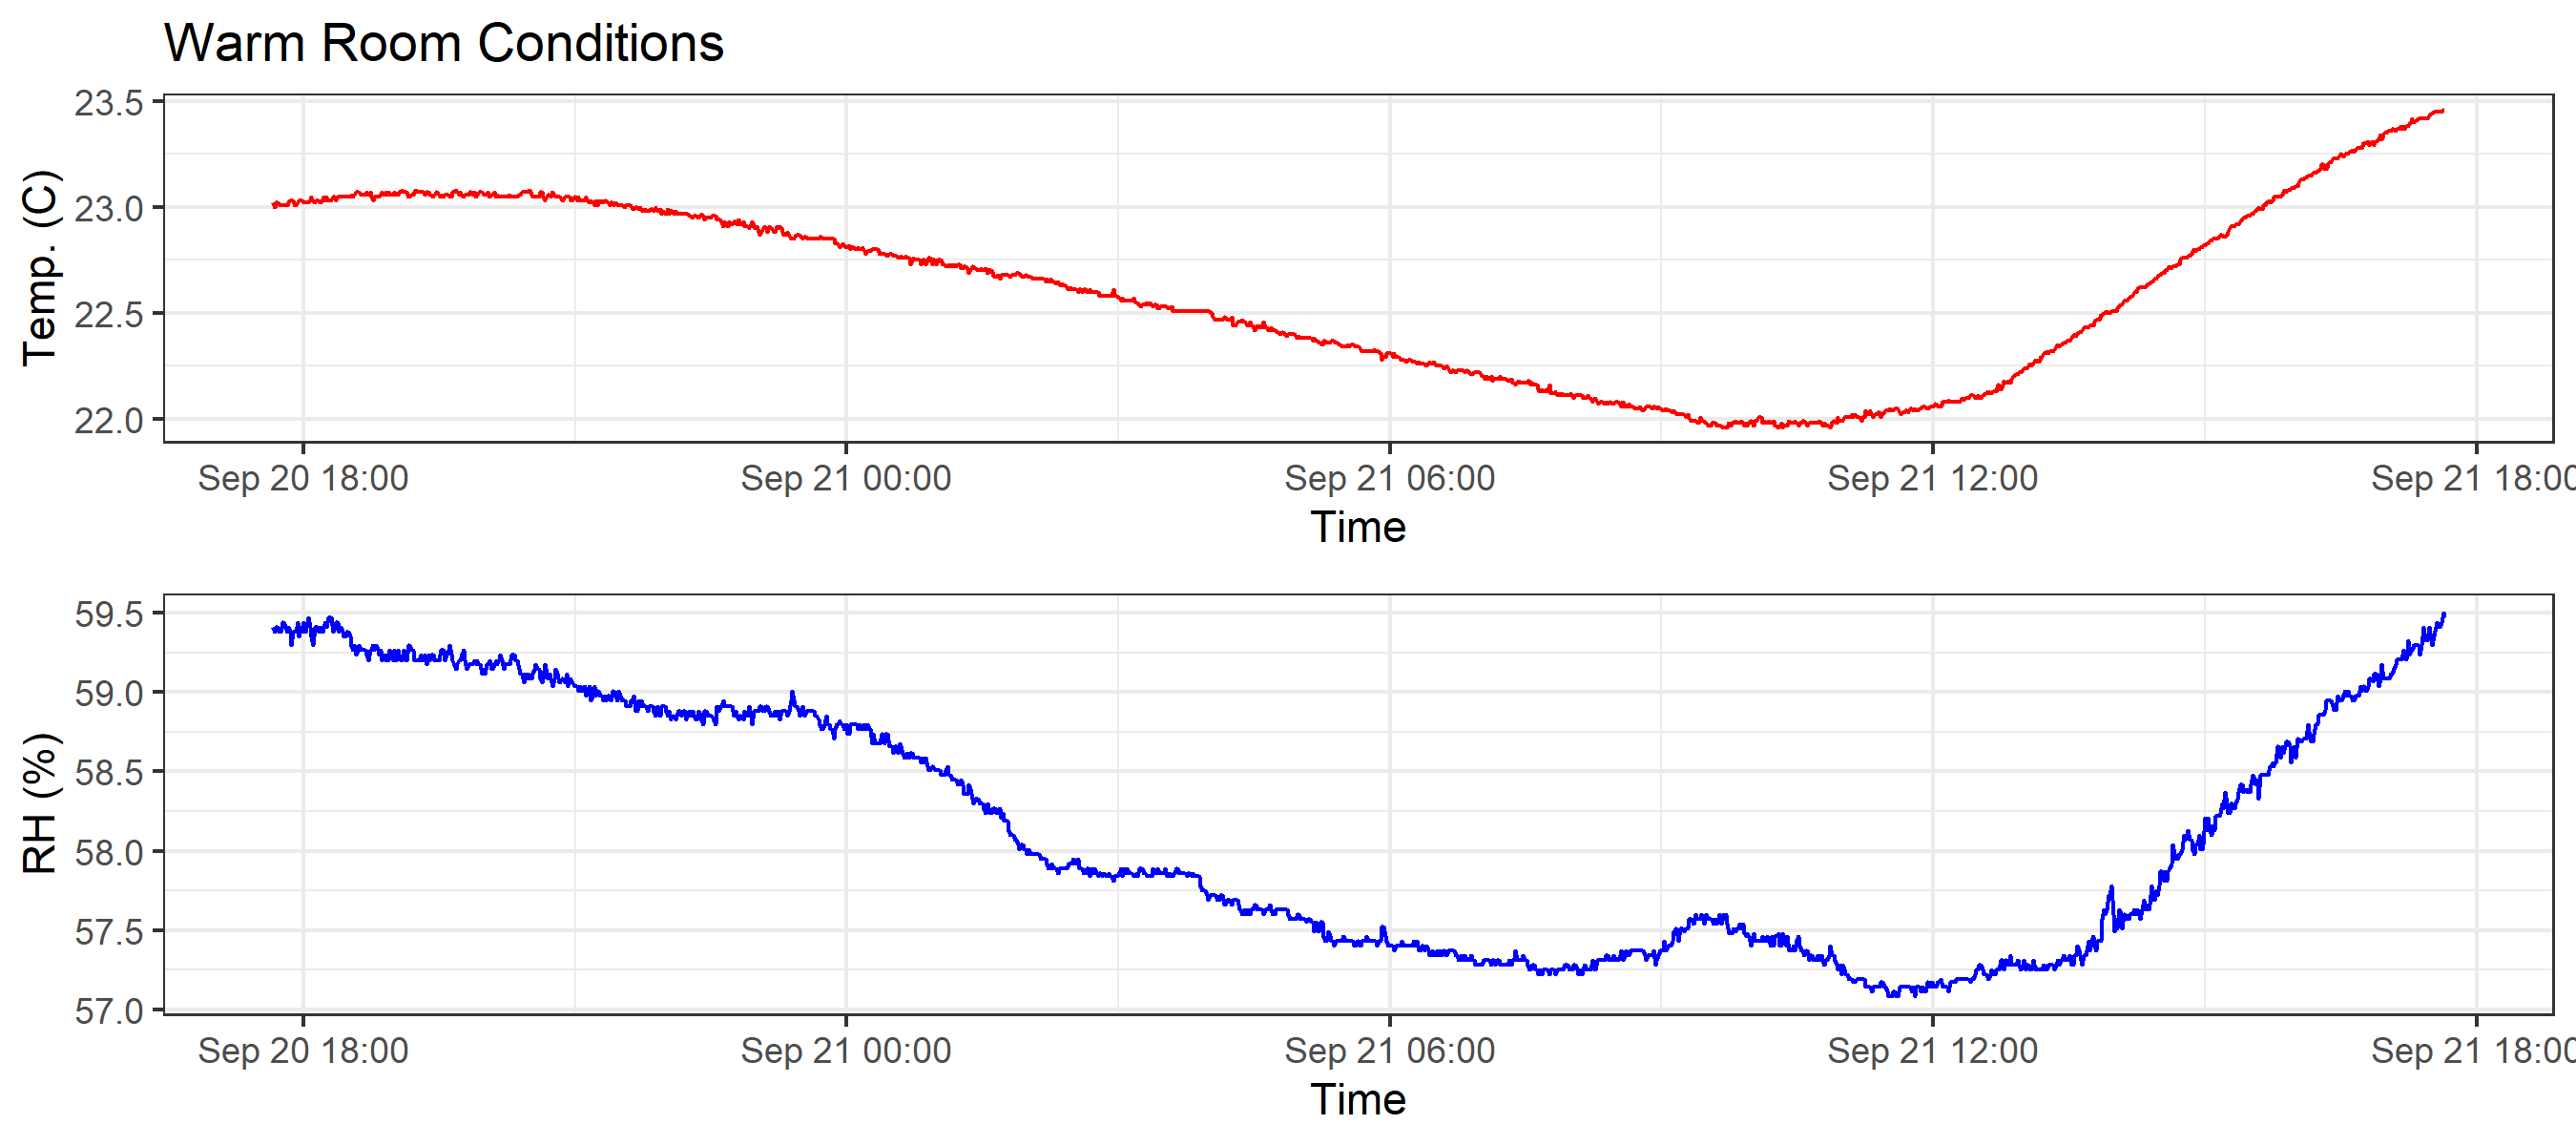 Warm Room Conditions
23.5
23.0
22.5
22.0
Temp. (C)
Sep 20 18:00 Sep 21 00:00 Sep 21 06:00 Sep 21 12:00 Sep 21 18:00
Time
59.5
59.0
58.5
58.0
57.5
57.0
RH (%)
Sep 20 18:00 Sep 21 00:00 Sep 21 06:00 Sep 21 12:00 Sep 21 18:00
Time